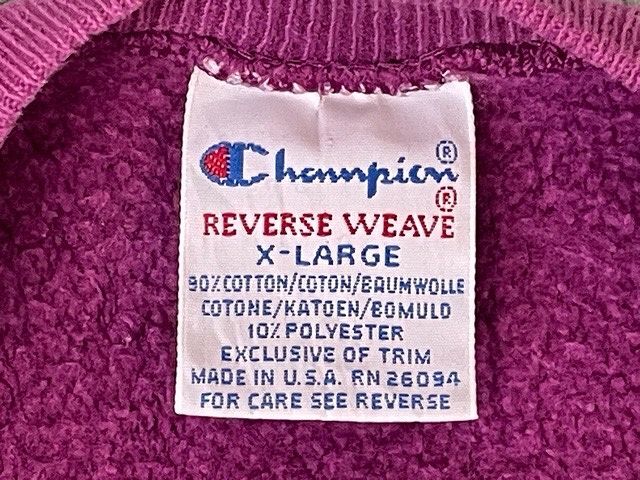 Champion®
REVERSE WEAVE®
X-LARGE
90% COTTON/COTON/BAUMWOLLE
COTONE/KATOEN/BOMULD
10% POLYESTER
EXCLUSIVE OF TRIM
MADE IN U.S.A. RN 26094
FOR CARE SEE REVERSE